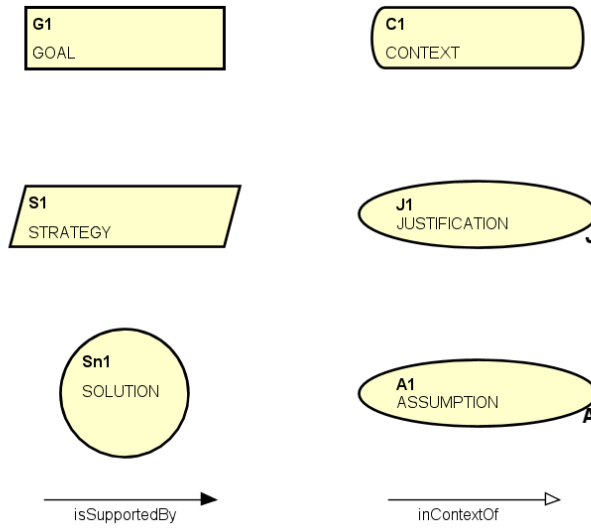 G1
GOAL
C1
CONTEXT
S1
STRATEGY
J1
JUSTIFICATION
J
Sn1
SOLUTION
A1
ASSUMPTION
A
isSupportedBy
inContextOf